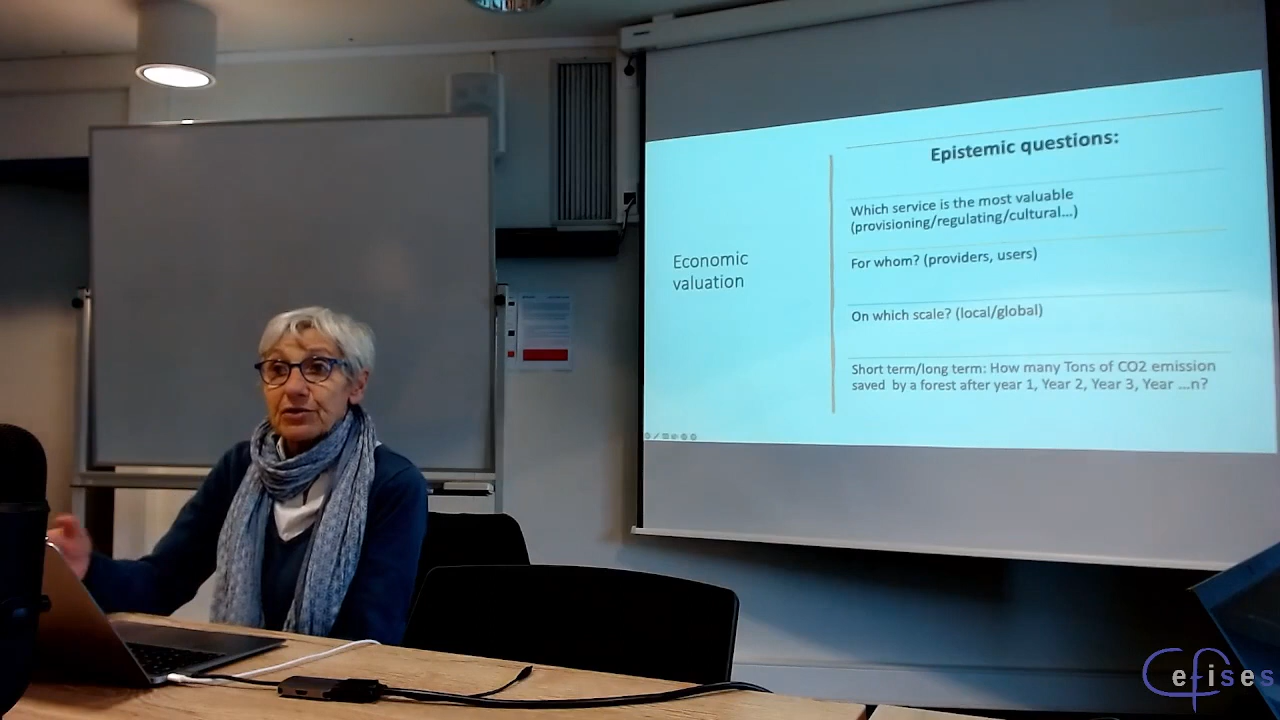 Economic
valuation
Epistemic questions:
Which service is the most valuable
(provisioning/regulating/cultural…)
For whom? (providers, users)
On which scale? (local/global)
Short term/long term: How many Tons of CO2 emission
saved by a forest after year 1, Year 2, Year 3, Year …n?
Cefises